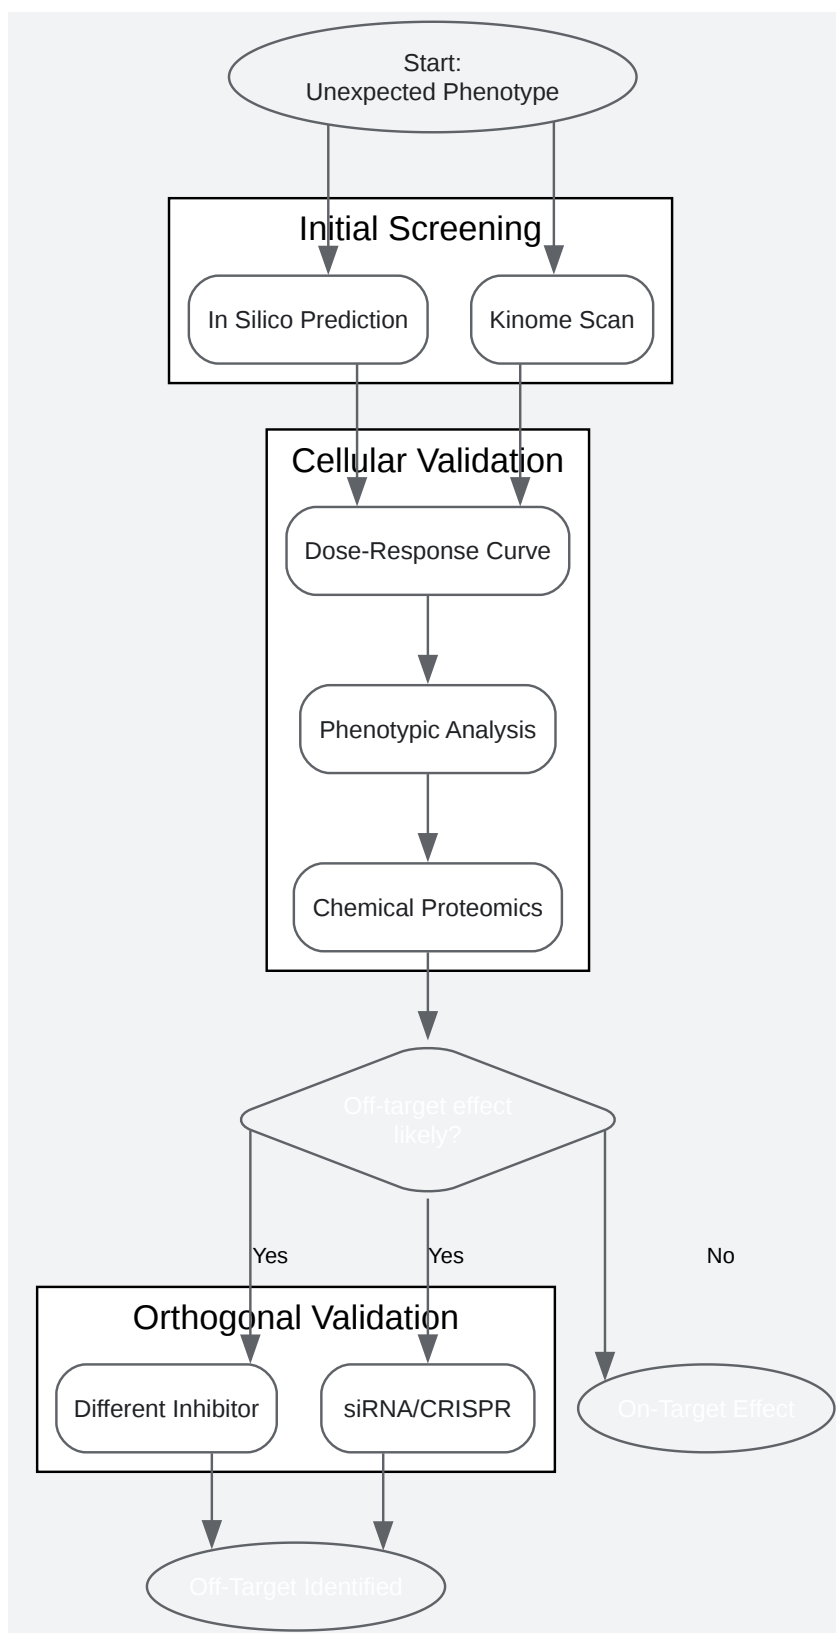 Start:
Unexpected Phenotype
Initial Screening
In Silico Prediction
Kinome Scan
Cellular Validation
Dose-Response Curve
Phenotypic Analysis
Chemical Proteomics
Off-target effect
likely?
Yes
Yes
No
Orthogonal Validation
Different Inhibitor
siRNA/CRISPR
On-Target Effect
Off-Target Identified